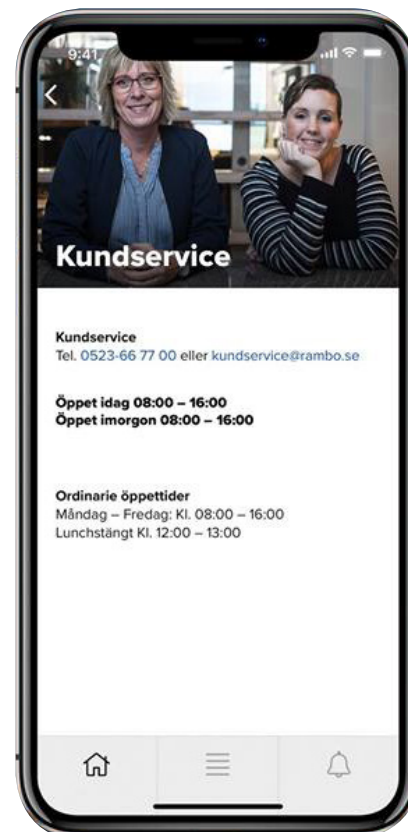 9:41
Kundservice
Kundservice
Tel. 0523-66 77 00 eller kundservice@rambo.se
Öppet idag 08:00 – 16:00
Öppet imorgon 08:00 – 16:00
Ordinarie öppettider
Måndag – Fredag: Kl. 08:00 – 16:00
Lunchstängt Kl. 12:00 – 13:00